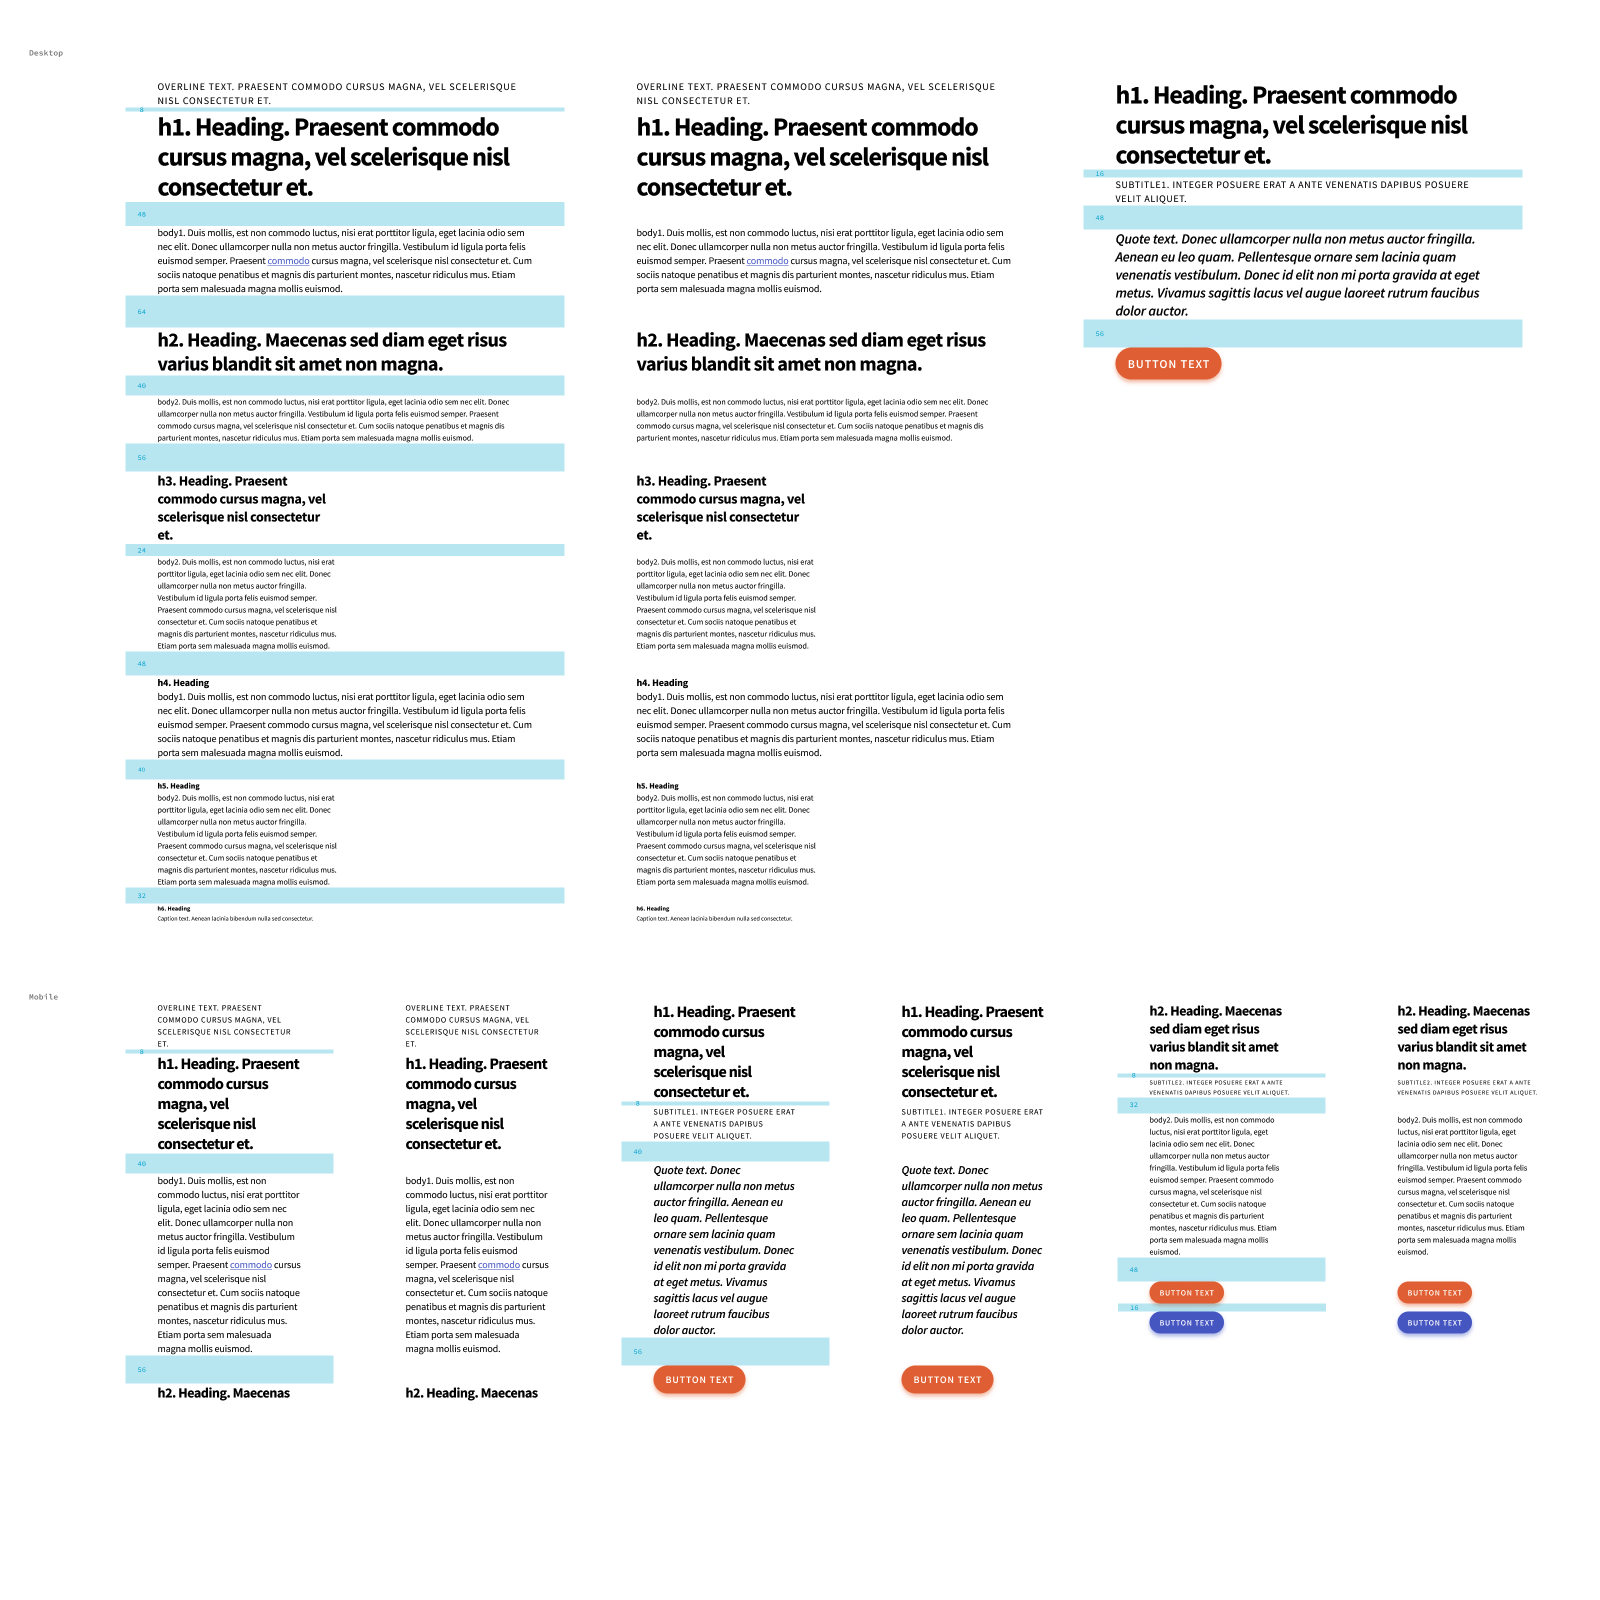 Desktop
OVERLINE TEXT. PRAESENT COMMODO CURSUS MAGNA, VEL SCELERISQUE
NISL CONSECTETUR ET.
8
h1. Heading. Praesent commodo
cursus magna, vel scelerisque nisl
consectetur et.
48
body1. Duis mollis, est non commodo luctus, nisi erat porttitor ligula, eget lacinia odio sem
nec elit. Donec ullamcorper nulla non metus auctor fringilla. Vestibulum id ligula porta felis
euismod semper. Praesent commodo cursus magna, vel scelerisque nisl consectetur et. Cum
sociis natoque penatibus et magnis dis parturient montes, nascetur ridiculus mus. Etiam
porta sem malesuada magna mollis euismod.
64
h2. Heading. Maecenas sed diam eget risus
varius blandit sit amet non magna.
40
body2. Duis mollis, est non commodo luctus, nisi erat porttitor ligula, eget lacinia odio sem nec elit. Donec
ullamcorper nulla non metus auctor fringilla. Vestibulum id ligula porta felis euismod semper. Praesent
commodo cursus magna, vel scelerisque nisl consectetur et. Cum sociis natoque penatibus et magnis dis
parturient montes, nascetur ridiculus mus. Etiam porta sem malesuada magna mollis euismod.
56
h3. Heading. Praesent
commodo cursus magna, vel
scelerisque nisl consectetur
et.
24
body2. Duis mollis, est non commodo luctus, nisi erat
porttitor ligula, eget lacinia odio sem nec elit. Donec
ullamcorper nulla non metus auctor fringilla.
Vestibulum id ligula porta felis euismod semper.
Praesent commodo cursus magna, vel scelerisque nisl
consectetur et. Cum sociis natoque penatibus et
magnis dis parturient montes, nascetur ridiculus mus.
Etiam porta sem malesuada magna mollis euismod.
48
h4. Heading
body1. Duis mollis, est non commodo luctus, nisi erat porttitor ligula, eget lacinia odio sem
nec elit. Donec ullamcorper nulla non metus auctor fringilla. Vestibulum id ligula porta felis
euismod semper. Praesent commodo cursus magna, vel scelerisque nisl consectetur et. Cum
sociis natoque penatibus et magnis dis parturient montes, nascetur ridiculus mus. Etiam
porta sem malesuada magna mollis euismod.
40
h5. Heading
body2. Duis mollis, est non commodo luctus, nisi erat
porttitor ligula, eget lacinia odio sem nec elit. Donec
ullamcorper nulla non metus auctor fringilla.
Vestibulum id ligula porta felis euismod semper.
Praesent commodo cursus magna, vel scelerisque nisl
consectetur et. Cum sociis natoque penatibus et
magnis dis parturient montes, nascetur ridiculus mus.
Etiam porta sem malesuada magna mollis euismod.
32
h6. Heading
Caption text. Aenean lacinia bibendum nulla sed consectetur.
OVERLINE TEXT. PRAESENT COMMODO CURSUS MAGNA, VEL SCELERISQUE
NISL CONSECTETUR ET.
h1. Heading. Praesent commodo
cursus magna, vel scelerisque nisl
consectetur et.
body1. Duis mollis, est non commodo luctus, nisi erat porttitor ligula, eget lacinia odio sem
nec elit. Donec ullamcorper nulla non metus auctor fringilla. Vestibulum id ligula porta felis
euismod semper. Praesent commodo cursus magna, vel scelerisque nisl consectetur et. Cum
sociis natoque penatibus et magnis dis parturient montes, nascetur ridiculus mus. Etiam
porta sem malesuada magna mollis euismod.
h2. Heading. Maecenas sed diam eget risus
varius blandit sit amet non magna.
body2. Duis mollis, est non commodo luctus, nisi erat porttitor ligula, eget lacinia odio sem nec elit. Donec
ullamcorper nulla non metus auctor fringilla. Vestibulum id ligula porta felis euismod semper. Praesent
commodo cursus magna, vel scelerisque nisl consectetur et. Cum sociis natoque penatibus et magnis dis
parturient montes, nascetur ridiculus mus. Etiam porta sem malesuada magna mollis euismod.
h3. Heading. Praesent
commodo cursus magna, vel
scelerisque nisl consectetur
et.
body2. Duis mollis, est non commodo luctus, nisi erat
porttitor ligula, eget lacinia odio sem nec elit. Donec
ullamcorper nulla non metus auctor fringilla.
Vestibulum id ligula porta felis euismod semper.
Praesent commodo cursus magna, vel scelerisque nisl
consectetur et. Cum sociis natoque penatibus et
magnis dis parturient montes, nascetur ridiculus mus.
Etiam porta sem malesuada magna mollis euismod.
h4. Heading
body1. Duis mollis, est non commodo luctus, nisi erat porttitor ligula, eget lacinia odio sem
nec elit. Donec ullamcorper nulla non metus auctor fringilla. Vestibulum id ligula porta felis
euismod semper. Praesent commodo cursus magna, vel scelerisque nisl consectetur et. Cum
sociis natoque penatibus et magnis dis parturient montes, nascetur ridiculus mus. Etiam
porta sem malesuada magna mollis euismod.
h5. Heading
body2. Duis mollis, est non commodo luctus, nisi erat
porttitor ligula, eget lacinia odio sem nec elit. Donec
ullamcorper nulla non metus auctor fringilla.
Vestibulum id ligula porta felis euismod semper.
Praesent commodo cursus magna, vel scelerisque nisl
consectetur et. Cum sociis natoque penatibus et
magnis dis parturient montes, nascetur ridiculus mus.
Etiam porta sem malesuada magna mollis euismod.
h6. Heading
Caption text. Aenean lacinia bibendum nulla sed consectetur.
h1. Heading. Praesent commodo
cursus magna, vel scelerisque nisl
consectetur et.
16
SUBTITLE1. INTEGER POSUERE ERAT A ANTE VENENATIS DAPIBUS POSUERE
VELIT ALIQUET.
48
Quote text. Donec ullamcorper nulla non metus auctor fringilla.
Aenean eu leo quam. Pellentesque ornare sem lacinia quam
venenatis vestibulum. Donec id elit non mi porta gravida at eget
metus. Vivamus sagittis lacus vel augue laoreet rutrum faucibus
dolor auctor.
56
BUTTON TEXT
Mobile
OVERLINE TEXT. PRAESENT
COMMODO CURSUS MAGNA, VEL
SCELERISQUE NISL CONSECTETUR
ET.
8
h1. Heading. Praesent
commodo cursus
magna, vel
scelerisque nisl
consectetur et.
40
body1. Duis mollis, est non
commodo luctus, nisi erat porttitor
ligula, eget lacinia odio sem nec
elit. Donec ullamcorper nulla non
metus auctor fringilla. Vestibulum
id ligula porta felis euismod
semper. Praesent commodo cursus
magna, vel scelerisque nisl
consectetur et. Cum sociis natoque
penatibus et magnis dis parturient
montes, nascetur ridiculus mus.
Etiam porta sem malesuada
magna mollis euismod.
56
h2. Heading. Maecenas
OVERLINE TEXT. PRAESENT
COMMODO CURSUS MAGNA, VEL
SCELERISQUE NISL CONSECTETUR
ET.
h1. Heading. Praesent
commodo cursus
magna, vel
scelerisque nisl
consectetur et.
body1. Duis mollis, est non
commodo luctus, nisi erat porttitor
ligula, eget lacinia odio sem nec
elit. Donec ullamcorper nulla non
metus auctor fringilla. Vestibulum
id ligula porta felis euismod
semper. Praesent commodo cursus
magna, vel scelerisque nisl
consectetur et. Cum sociis natoque
penatibus et magnis dis parturient
montes, nascetur ridiculus mus.
Etiam porta sem malesuada
magna mollis euismod.
h2. Heading. Maecenas
h1. Heading. Praesent
commodo cursus
magna, vel
scelerisque nisl
consectetur et.
8
SUBTITLE1. INTEGER POSUERE ERAT
A ANTE VENENATIS DAPIBUS
POSUERE VELIT ALIQUET.
40
Quote text. Donec
ullamcorper nulla non metus
auctor fringilla. Aenean eu
leo quam. Pellentesque
ornare sem lacinia quam
venenatis vestibulum. Donec
id elit non mi porta gravida
at eget metus. Vivamus
sagittis lacus vel augue
laoreet rutrum faucibus
dolor auctor.
56
BUTTON TEXT
h1. Heading. Praesent
commodo cursus
magna, vel
scelerisque nisl
consectetur et.
SUBTITLE1. INTEGER POSUERE ERAT
A ANTE VENENATIS DAPIBUS
POSUERE VELIT ALIQUET.
Quote text. Donec
ullamcorper nulla non metus
auctor fringilla. Aenean eu
leo quam. Pellentesque
ornare sem lacinia quam
venenatis vestibulum. Donec
id elit non mi porta gravida
at eget metus. Vivamus
sagittis lacus vel augue
laoreet rutrum faucibus
dolor auctor.
BUTTON TEXT
h2. Heading. Maecenas
sed diam eget risus
varius blandit sit amet
non magna.
8
SUBTITLE2. INTEGER POSUERE ERAT A ANTE
VENENATIS DAPIBUS POSUERE VELIT ALIQUET.
32
body2. Duis mollis, est non commodo
luctus, nisi erat porttitor ligula, eget
lacinia odio sem nec elit. Donec
ullamcorper nulla non metus auctor
fringilla. Vestibulum id ligula porta felis
euismod semper. Praesent commodo
cursus magna, vel scelerisque nisl
consectetur et. Cum sociis natoque
penatibus et magnis dis parturient
montes, nascetur ridiculus mus. Etiam
porta sem malesuada magna mollis
euismod.
48
BUTTON TEXT
16
BUTTON TEXT
h2. Heading. Maecenas
sed diam eget risus
varius blandit sit amet
non magna.
SUBTITLE2. INTEGER POSUERE ERAT A ANTE
VENENATIS DAPIBUS POSUERE VELIT ALIQUET.
body2. Duis mollis, est non commodo
luctus, nisi erat porttitor ligula, eget
lacinia odio sem nec elit. Donec
ullamcorper nulla non metus auctor
fringilla. Vestibulum id ligula porta felis
euismod semper. Praesent commodo
cursus magna, vel scelerisque nisl
consectetur et. Cum sociis natoque
penatibus et magnis dis parturient
montes, nascetur ridiculus mus. Etiam
porta sem malesuada magna mollis
euismod.
BUTTON TEXT
BUTTON TEXT